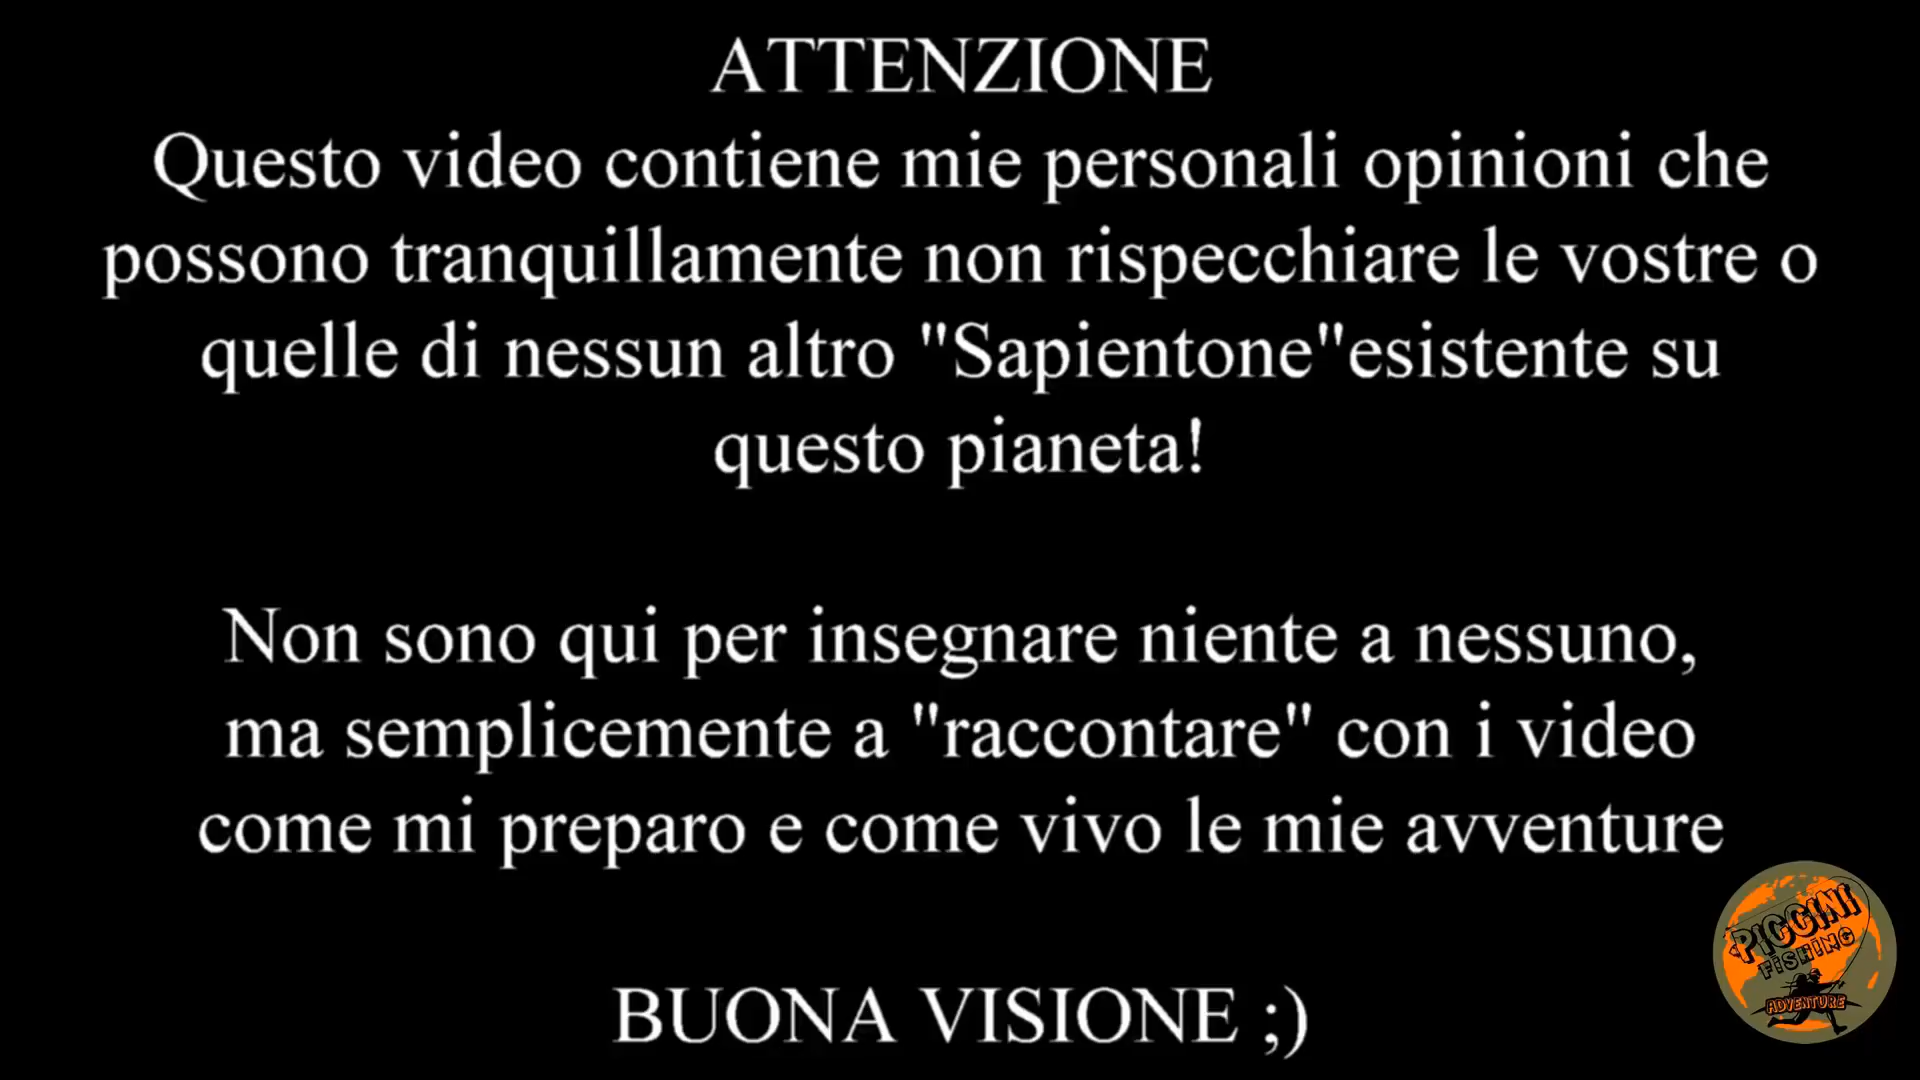 ATTENZIONE
Questo video contiene mie personali opinioni che
possono tranquillamente non rispecchiare le vostre o
quelle di nessun altro "Sapientone"esistente su
questo pianeta!
Non sono qui per insegnare niente a nessuno,
ma semplicemente a "raccontare" con i video
come mi preparo e come vivo le mie avventure
PICCINI
FISHING
ADVENTURE
BUONA VISIONE ;)